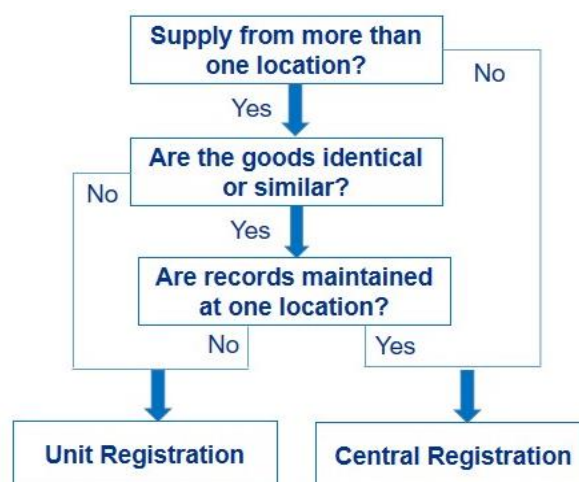 Supply from more than
one location?
No
Yes
Are the goods identical
or similar?
No
Yes
Are records maintained
at one location?
No
Yes
Unit Registration
Central Registration